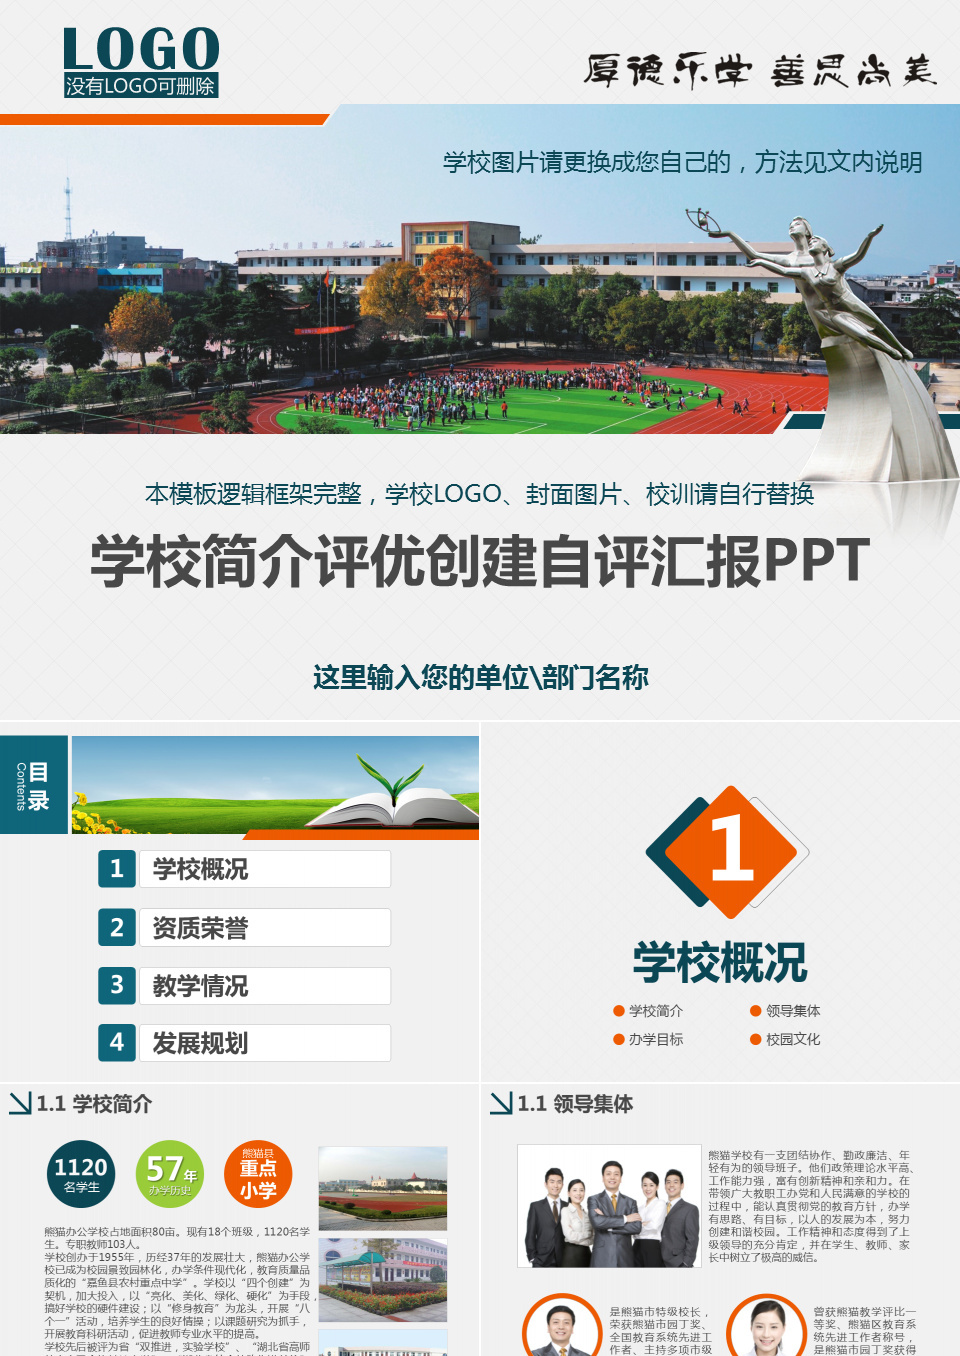 LOGO
没有LOGO可删除
厚德乐学 善思尚美
学校图片请更换成您自己的，方法见文内说明
本模板逻辑框架完整，学校LOGO、封面图片、校训请自行替换
学校简介评优创建自评汇报PPT
这里输入您的单位\部门名称
目录
Contents
1 学校概况
2 资质荣誉
3 教学情况
4 发展规划
1
学校概况
学校简介
领导集体
办学目标
校园文化
1.1 学校简介
1120
名学生
57年
办学历史
熊猫县
重点
小学
熊猫办公学校占地面积80亩。现有18个班级，1120名学
生。专职教师103人。
学校创办于1955年，历经37年的发展壮大，熊猫办公学
校已成为校园景致园林化，办学条件现代化，教育质量品
质化的“嘉鱼县农村重点中学”。学校以“四个创建”为
契机，加大投入，以“亮化、美化、绿化、硬化”为手段，
搞好学校的硬件建设；以“修身教育”为龙头，开展“八
个一”活动，培养学生的良好情操；以课题研究为抓手，
开展教育科研活动，促进教师专业水平的提高。
学校先后被评为省“双推进，实验学校”、“湖北省高师
1.1 领导集体
熊猫学校有一支团结协作、勤政廉洁、年
轻有为的领导班子。他们政策理论水平高、
工作能力强，富有创新精神和亲和力。在
带领广大教职工办党和人民满意的学校的
过程中，能认真贯彻党的教育方针，办学
有思路、有目标，以人的发展为本，努力
创建和谐校园。工作精神和态度得到了上
级领导的充分肯定，并在学生、教师、家
长中树立了极高的威信。
是熊猫市特级校长，
荣获熊猫市园丁奖、
全国教育系统先进工
作者、主持多项市级
曾获熊猫教学评比一
等奖、熊猫区教育系
统先进工作者称号，
是熊猫市园丁奖获得